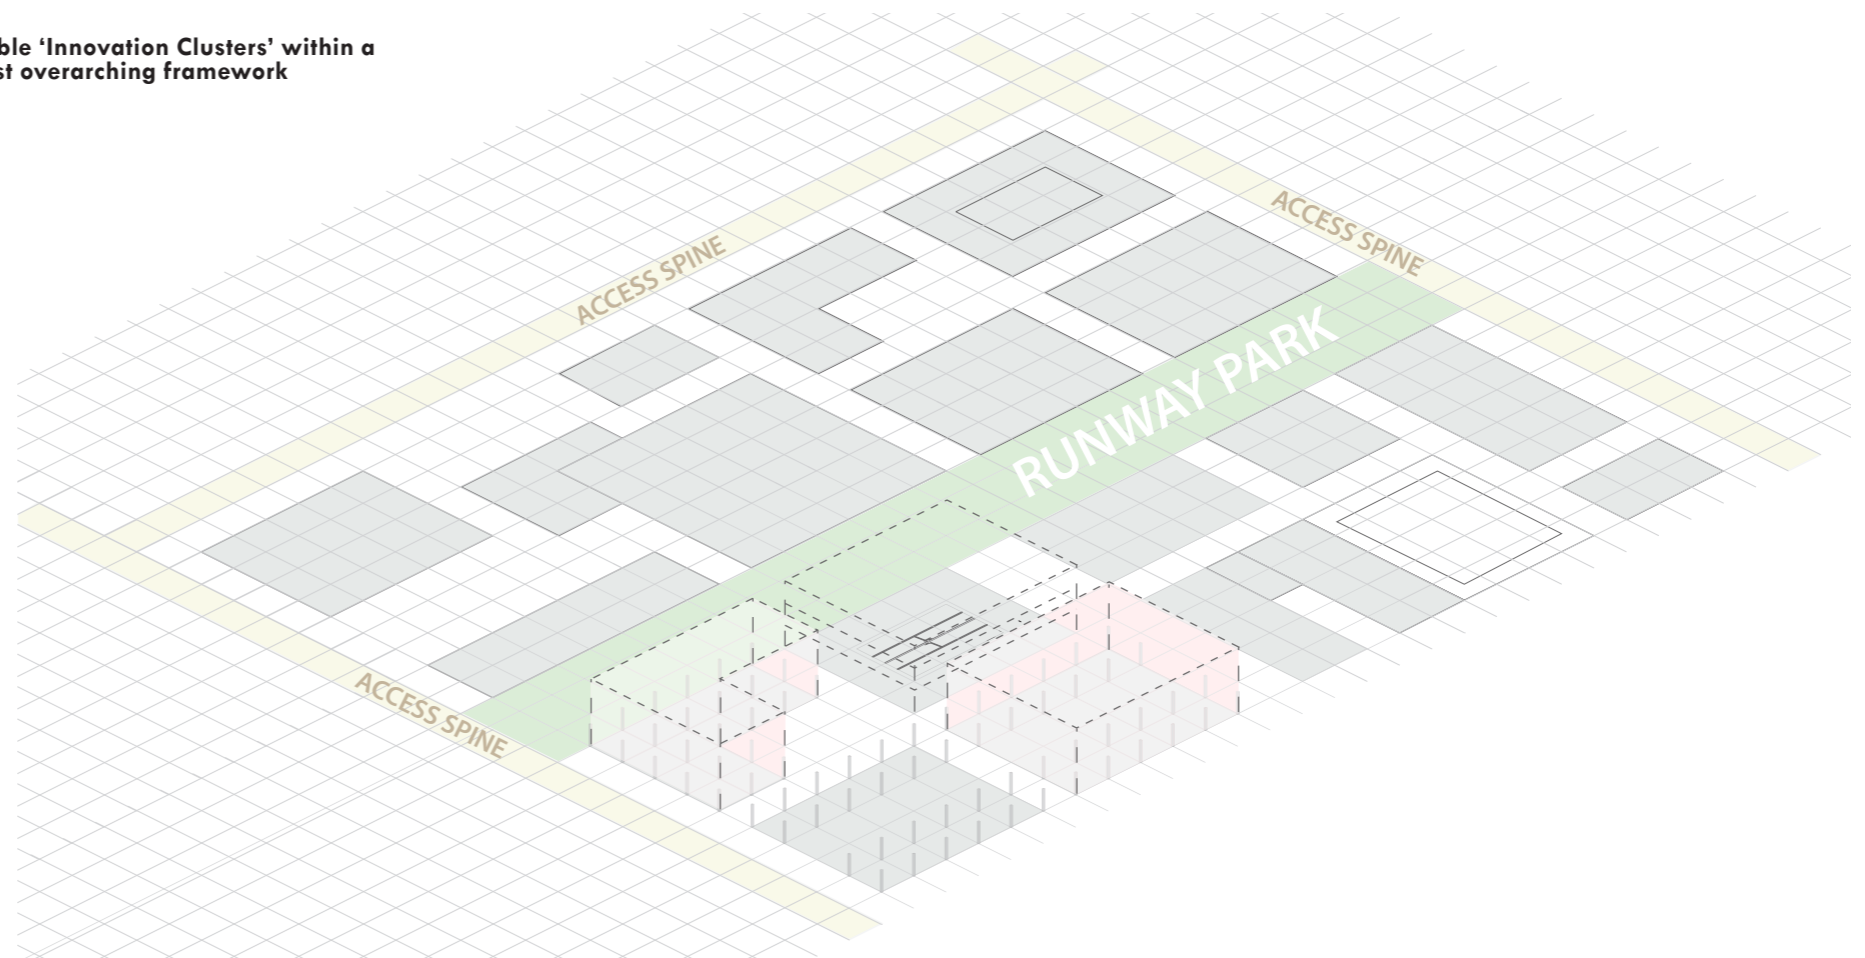 ble ‘Innovation Clusters’ within a
st overarching framework
ACCESS SPINE
ACCESS SPINE
RUNWAY PARK
ACCESS SPINE